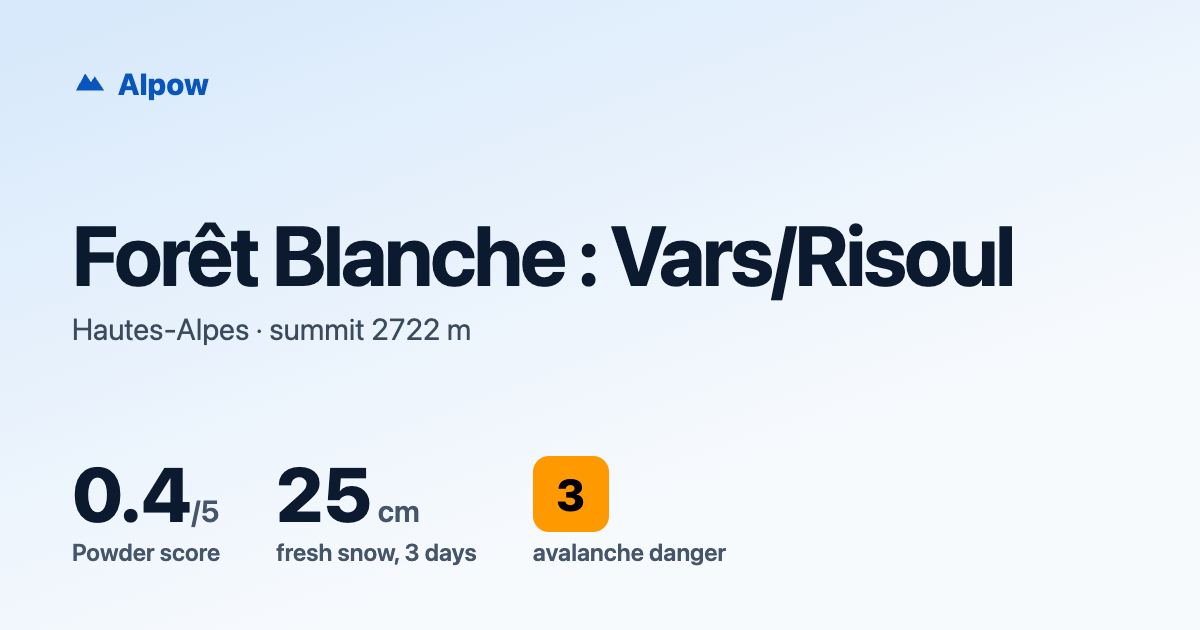 Alpow
Forêt Blanche : Vars/Risoul
Hautes-Alpes · summit 2722 m
0.4/5 25 cm 3
Powder score fresh snow, 3 days avalanche danger